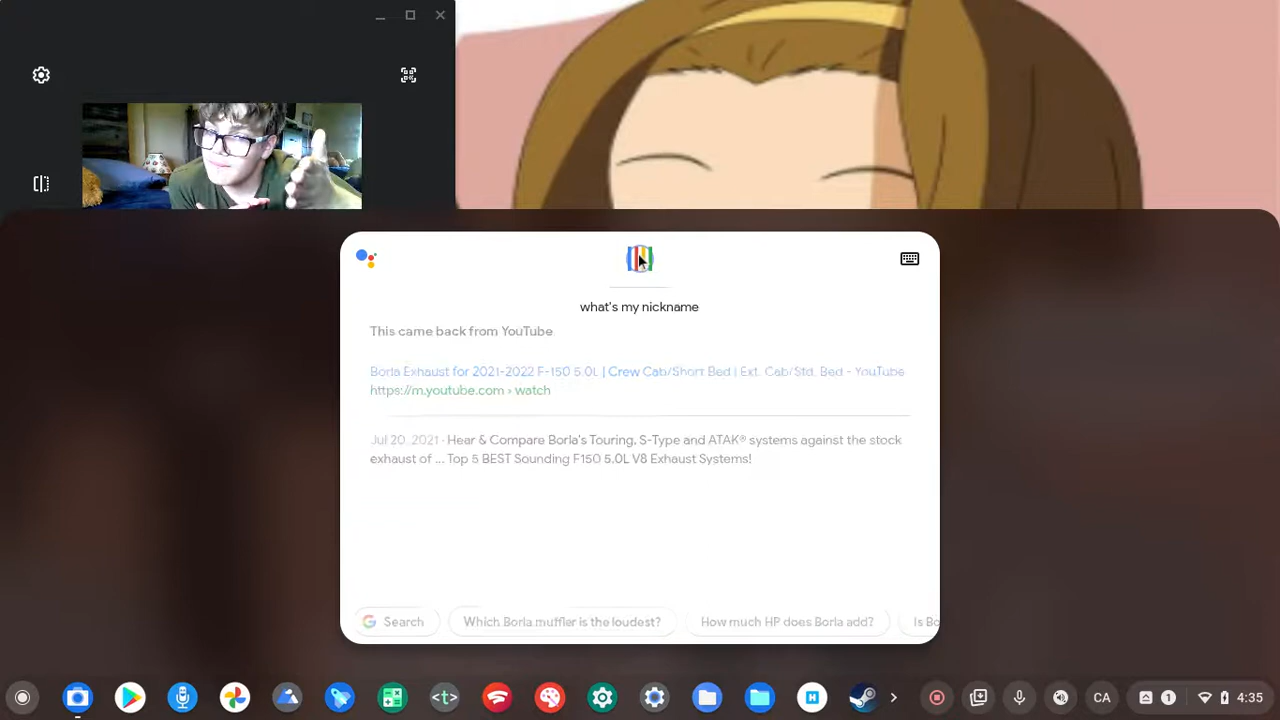 what's my nickname
This came back from YouTube
Borla Exhaust for 2021-2022 F-150 5.0L | Crew Cab/Short Bed | Ext. Cab/Std. Bed - YouTube
https://m.youtube.com › watch
Jul 20, 2021 · Hear & Compare Borla's Touring, S-Type and ATAK® systems against the stock
exhaust of ... Top 5 BEST Sounding F150 5.0L V8 Exhaust Systems!
Search
Which Borla muffler is the loudest?
How much HP does Borla add?
Is Bo
<t>
H
CA
1
4:35